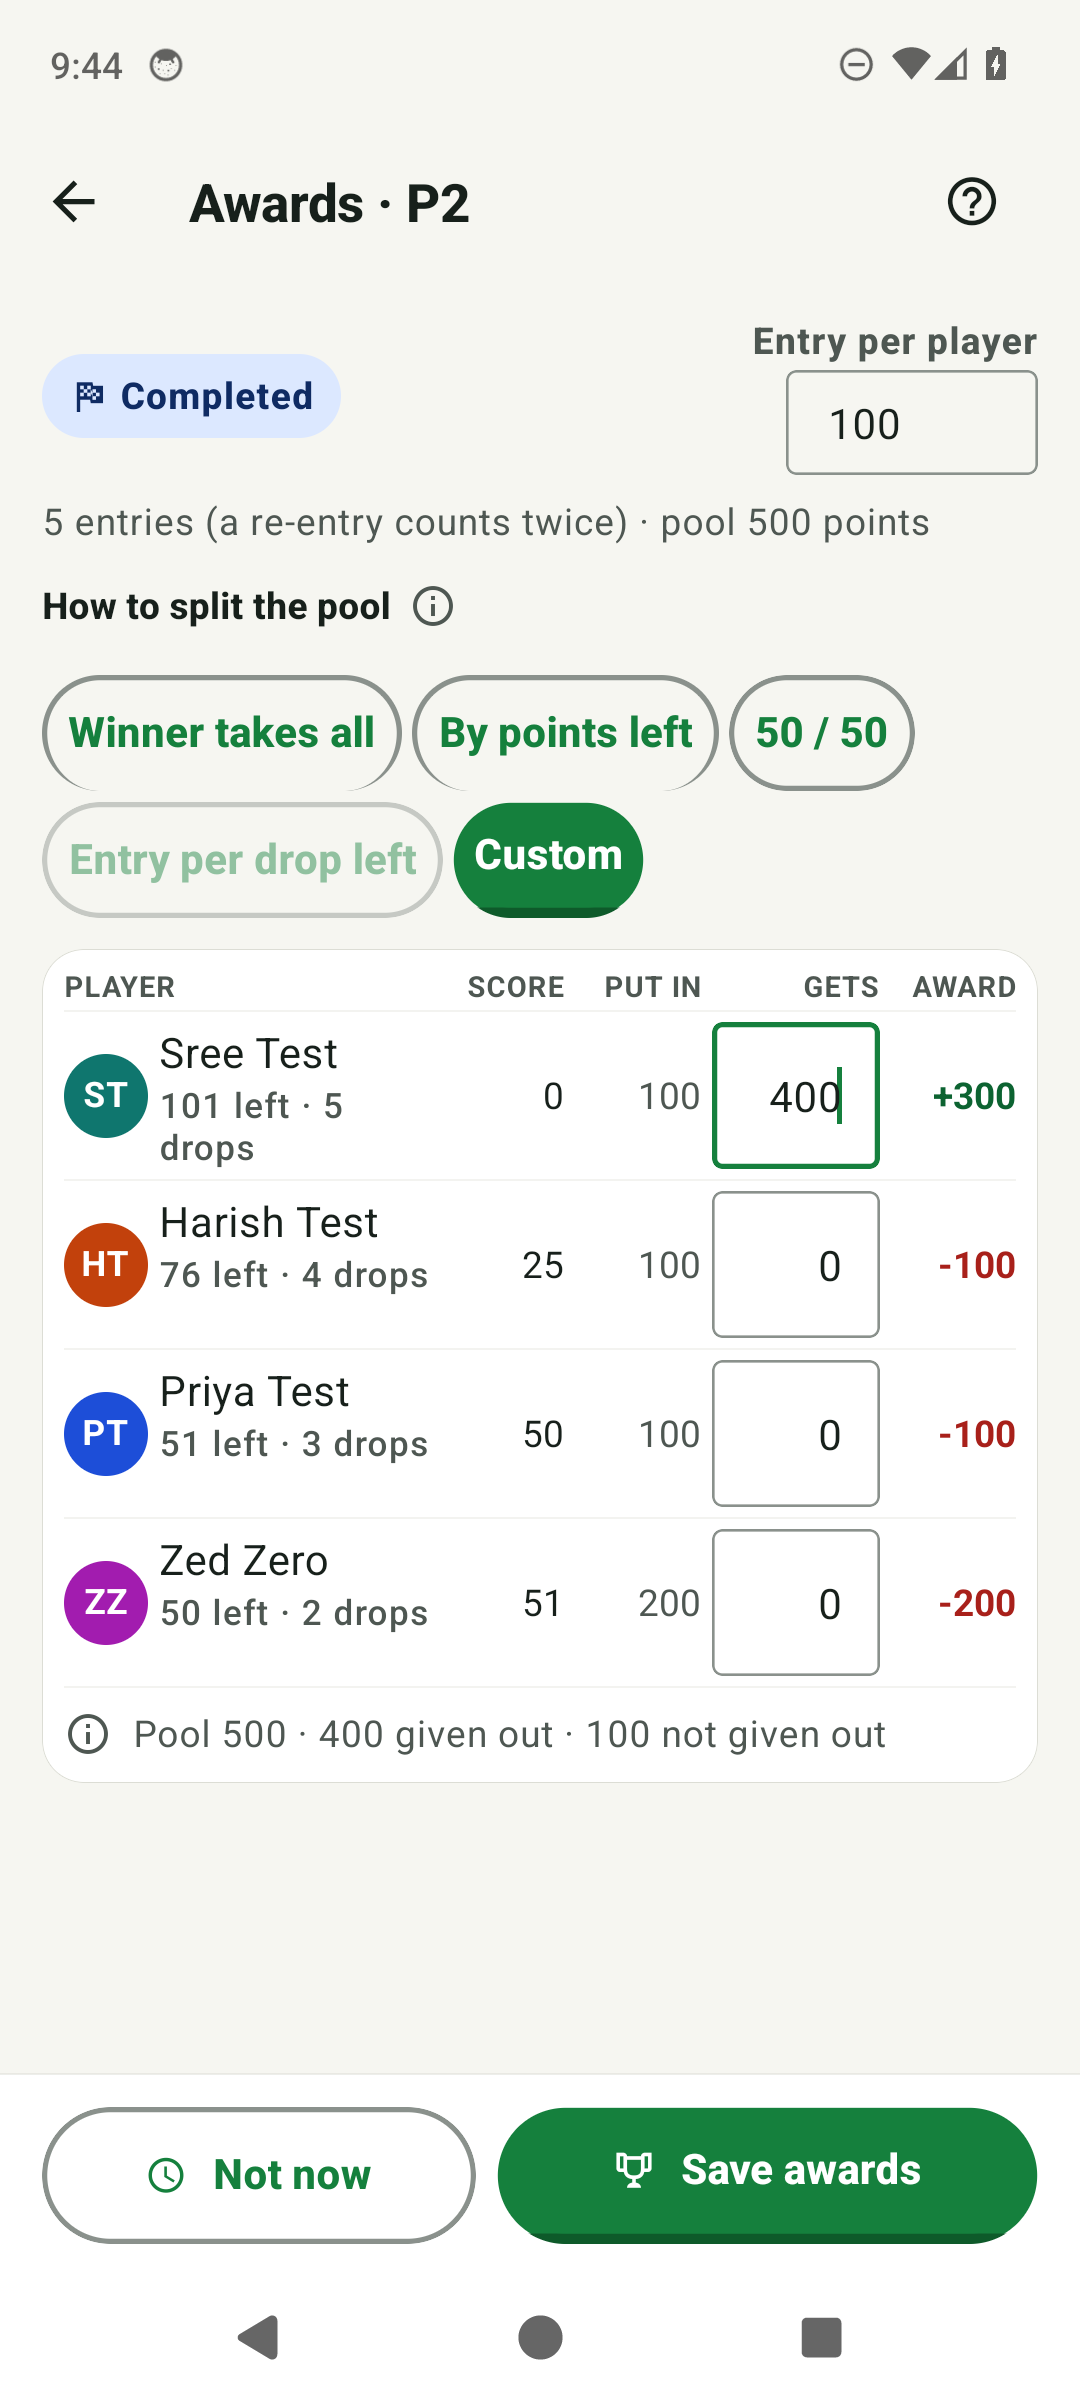 9:44
Awards · P2
Entry per player
Completed
100
5 entries (a re-entry counts twice) · pool 500 points
How to split the pool
Winner takes all
By points left
50 / 50
Entry per drop left
Custom
PLAYER SCORE PUT IN GETS AWARD
ST
Sree Test
101 left · 5
drops
0 100 400 +300
HT
Harish Test
76 left · 4 drops
25 100 0 -100
PT
Priya Test
51 left · 3 drops
50 100 0 -100
ZZ
Zed Zero
50 left · 2 drops
51 200 0 -200
Pool 500 · 400 given out · 100 not given out
Not now
Save awards